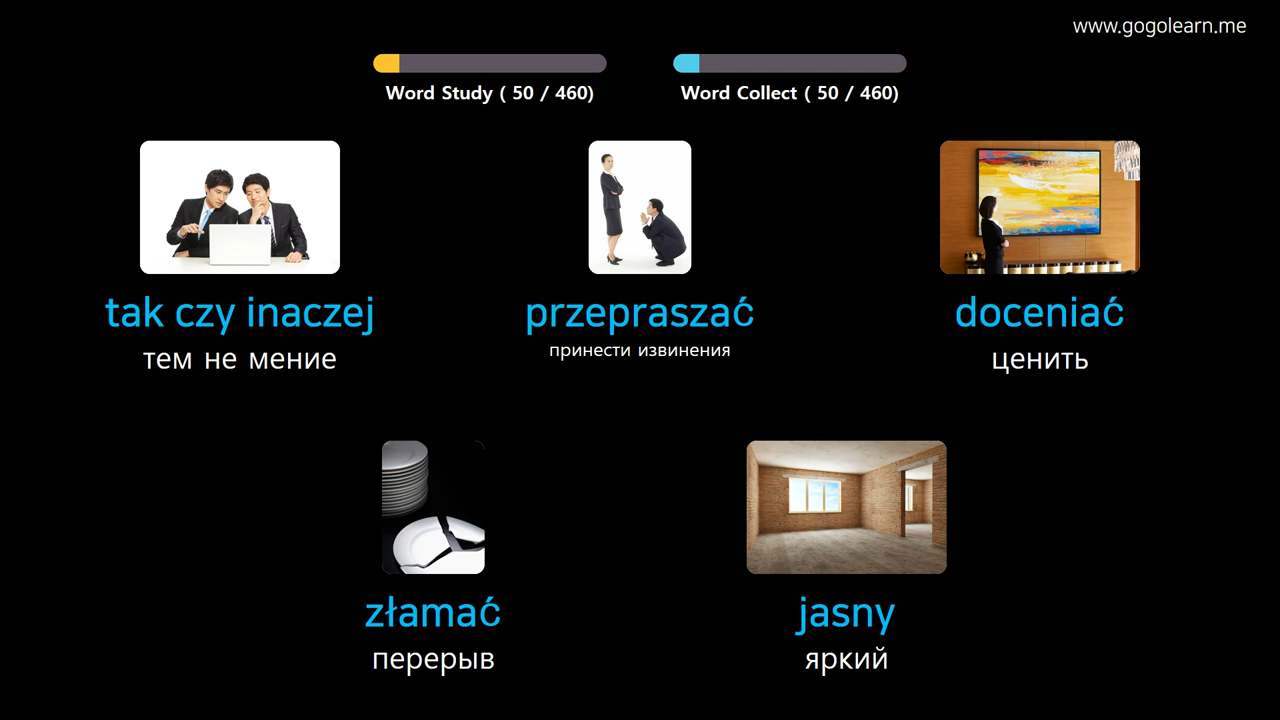 www.gogolearn.me
Word Study ( 50 / 460)
Word Collect ( 50 / 460)
tak czy inaczej
тем не мение
przepraszać
принести извинения
doceniać
ценить
złamać
перерыв
jasny
яркий